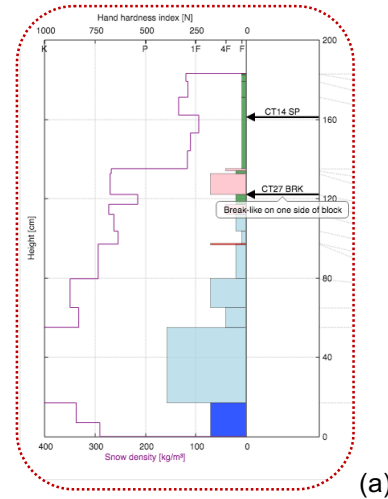 Hand hardness index [N]
1000 750 500 250 0
K P 1F 4F F
200
CT14 SP
160
CT27 BRK
120
Break-like on one side of block
Height [cm]
80
40
0
400 300 200 100 0
Snow density [kg/m³]
(a)